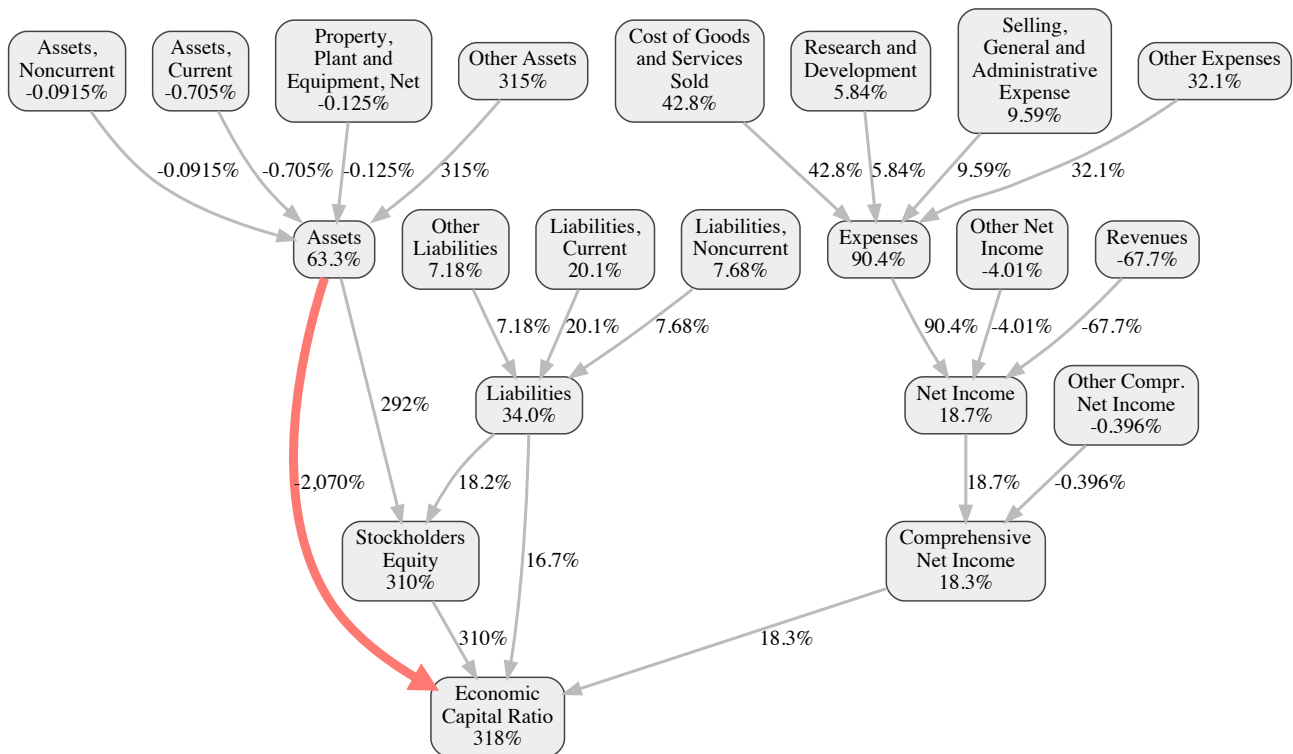 Assets,
Noncurrent
-0.0915%
Assets,
Current
-0.705%
Property,
Plant and
Equipment, Net
-0.125%
Other Assets
315%
Cost of Goods
and Services
Sold
42.8%
Research and
Development
5.84%
Selling,
General and
Administrative
Expense
9.59%
Other Expenses
32.1%
-0.0915%
-0.705%
-0.125%
315%
42.8%
5.84%
9.59%
32.1%
Assets
63.3%
Other
Liabilities
7.18%
Liabilities,
Current
20.1%
Liabilities,
Noncurrent
7.68%
Expenses
90.4%
Other Net
Income
-4.01%
Revenues
-67.7%
7.18%
20.1%
7.68%
90.4%
-4.01%
-67.7%
292%
Liabilities
34.0%
Net Income
18.7%
Other Compr.
Net Income
-0.396%
-2,070%
18.2%
18.7%
-0.396%
Stockholders
Equity
310%
16.7%
Comprehensive
Net Income
18.3%
310%
18.3%
Economic
Capital Ratio
318%